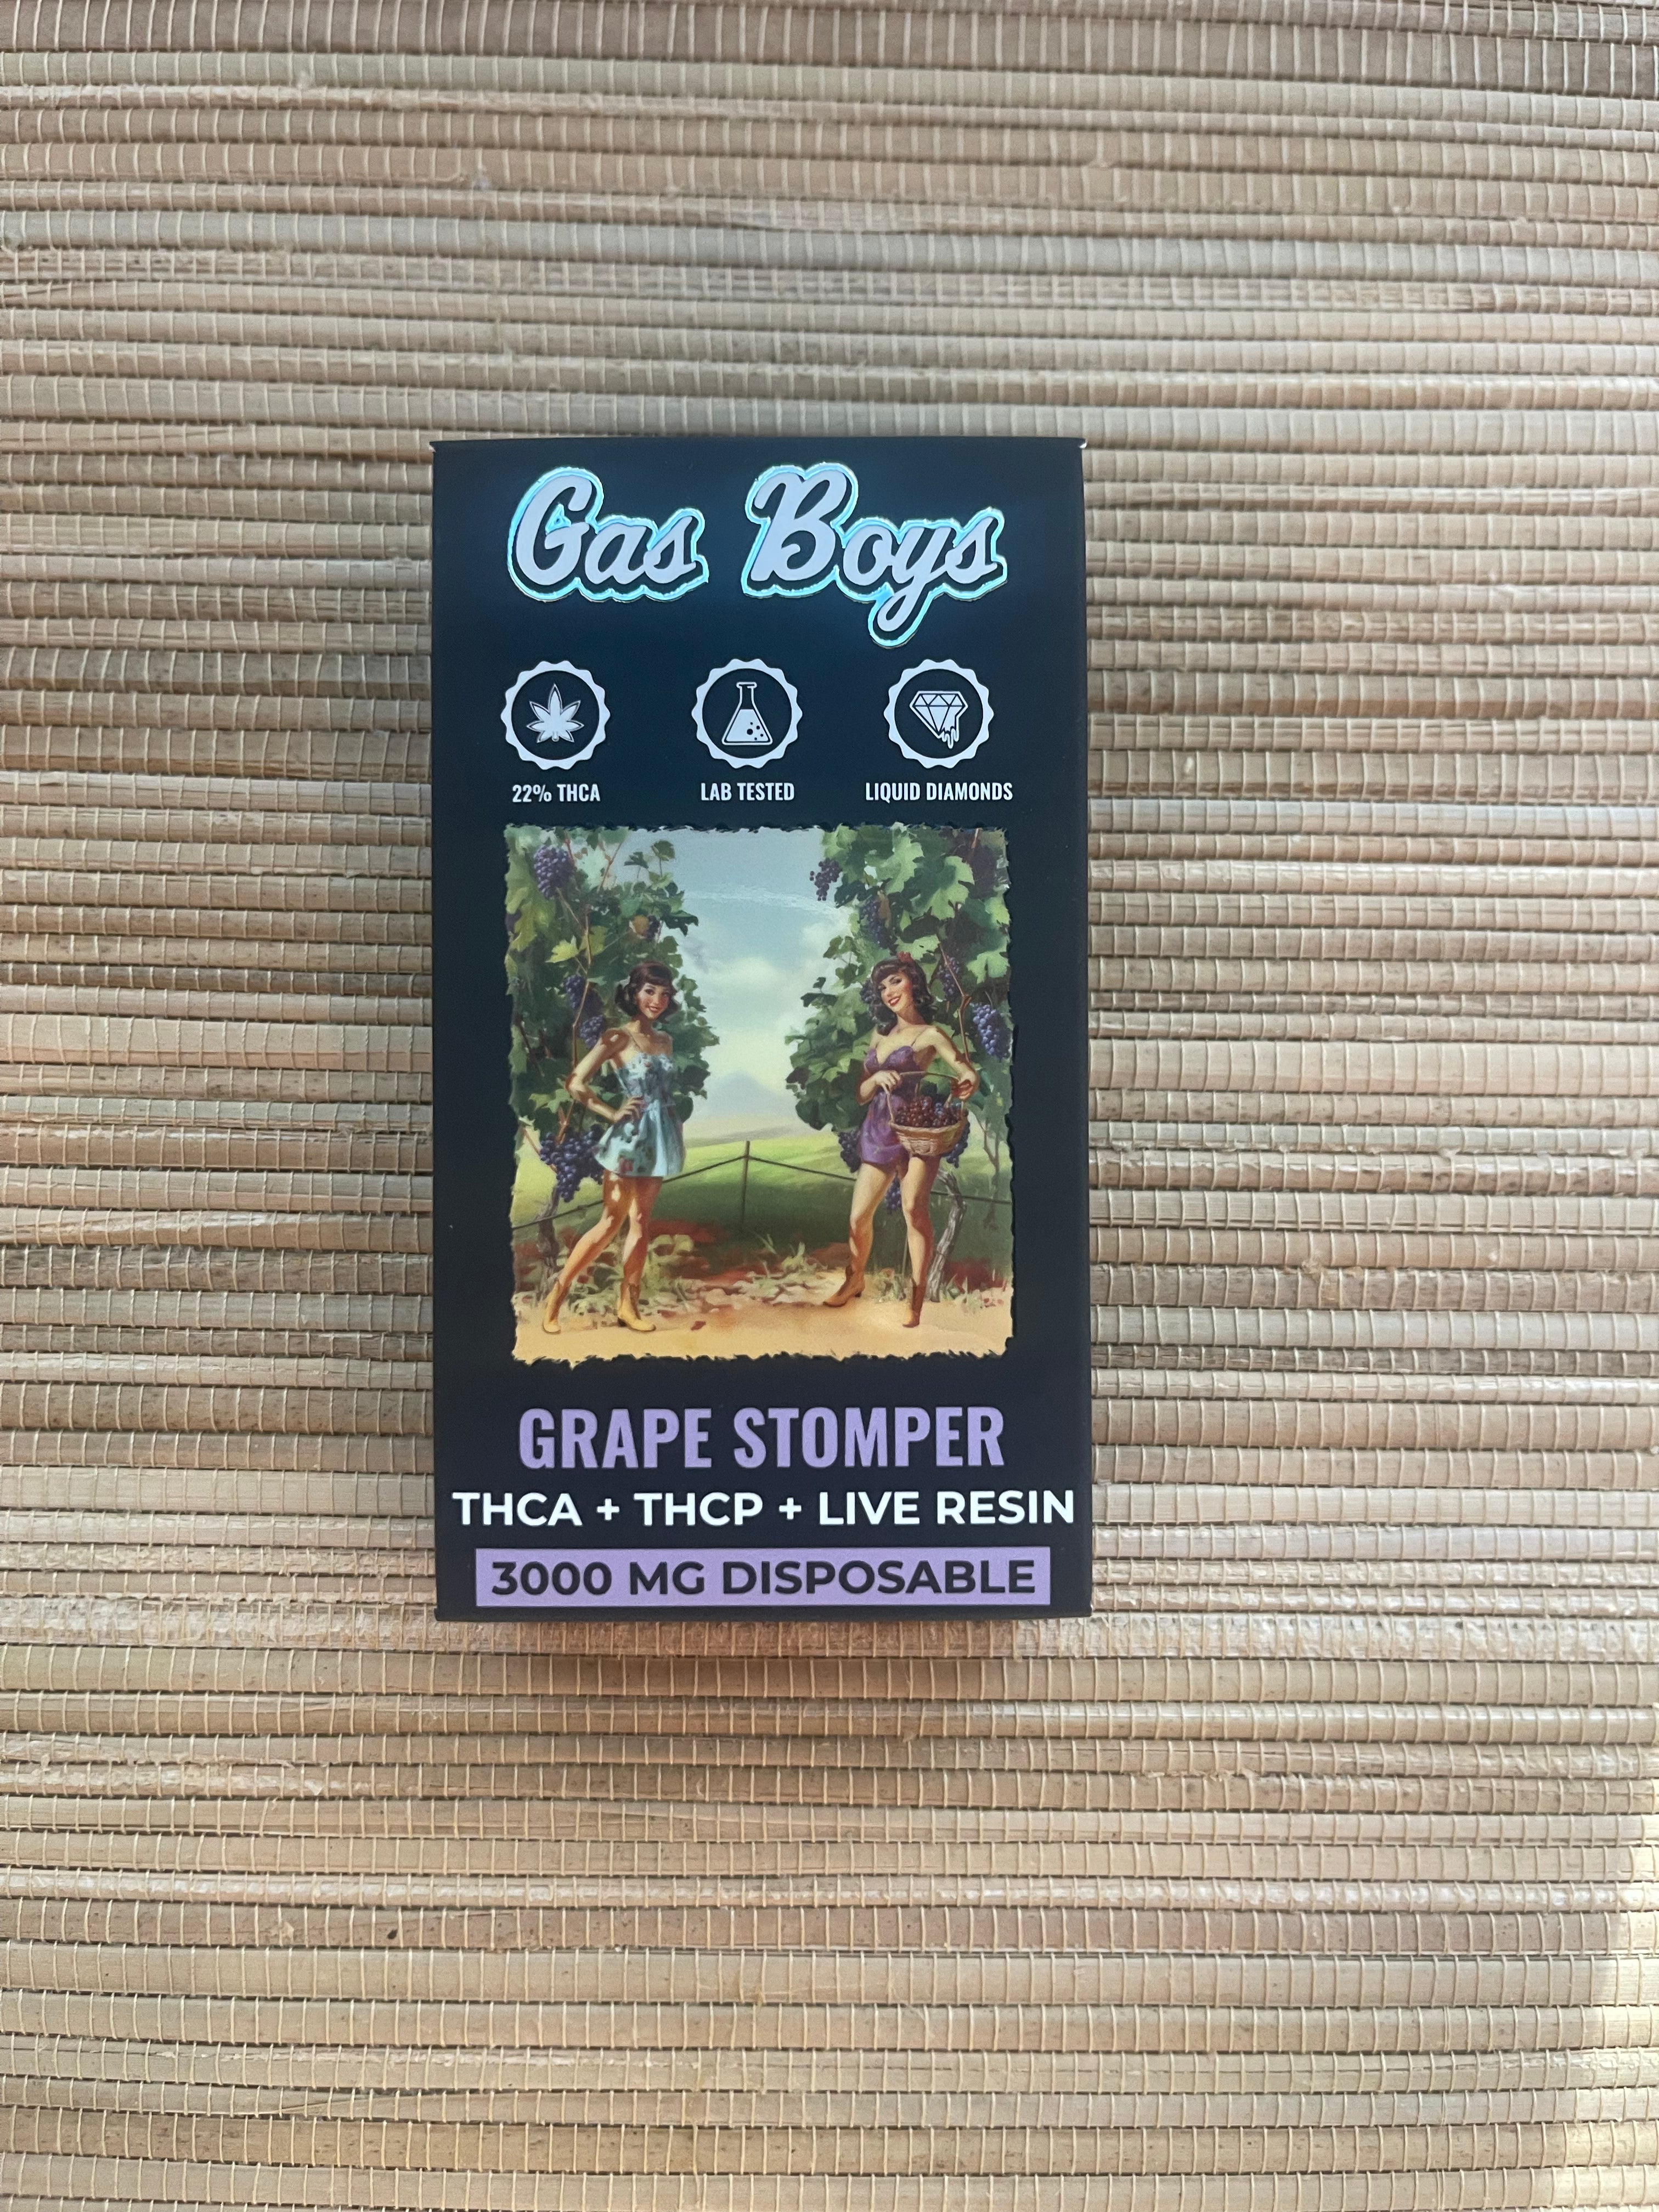 Gas Boys
22% THCA LAB TESTED LIQUID DIAMONDS
GRAPE STOMPER
THCA + THCP + LIVE RESIN
3000 MG DISPOSABLE